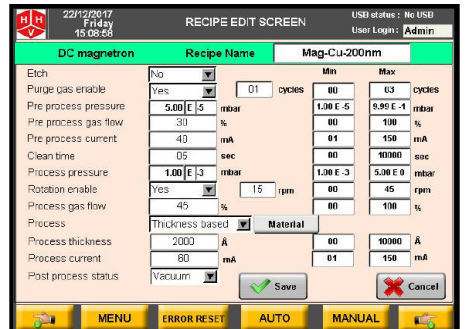 22/12/2017
Friday
15:08:58
RECIPE EDIT SCREEN
USB status : No USB
User Login : Admin
H H
V
DC magnetron Recipe Name Mag-Cu-200nm
Min Max
Etch No
Purge gas enable Yes 01 cycles 00 03 cycles
Pre process pressure 5.00 E -5 mbar 1.00 E -5 9.99 E -1 mbar
Pre process gas flow 30 % 00 100 %
Pre process current 40 mA 01 150 mA
Clean time 05 sec 00 10000 sec
Process pressure 1.00 E -3 mbar 1.00 E -3 5.00 E 0 mbar
Rotation enable Yes 15 rpm 00 45 rpm
Process gas flow 45 % 00 100 %
Process Thickness based Material
Process thickness 2000 Å 00 10000 Å
Process current 60 mA 01 150 mA
Post process status Vacuum Save Cancel
MENU ERROR RESET AUTO MANUAL